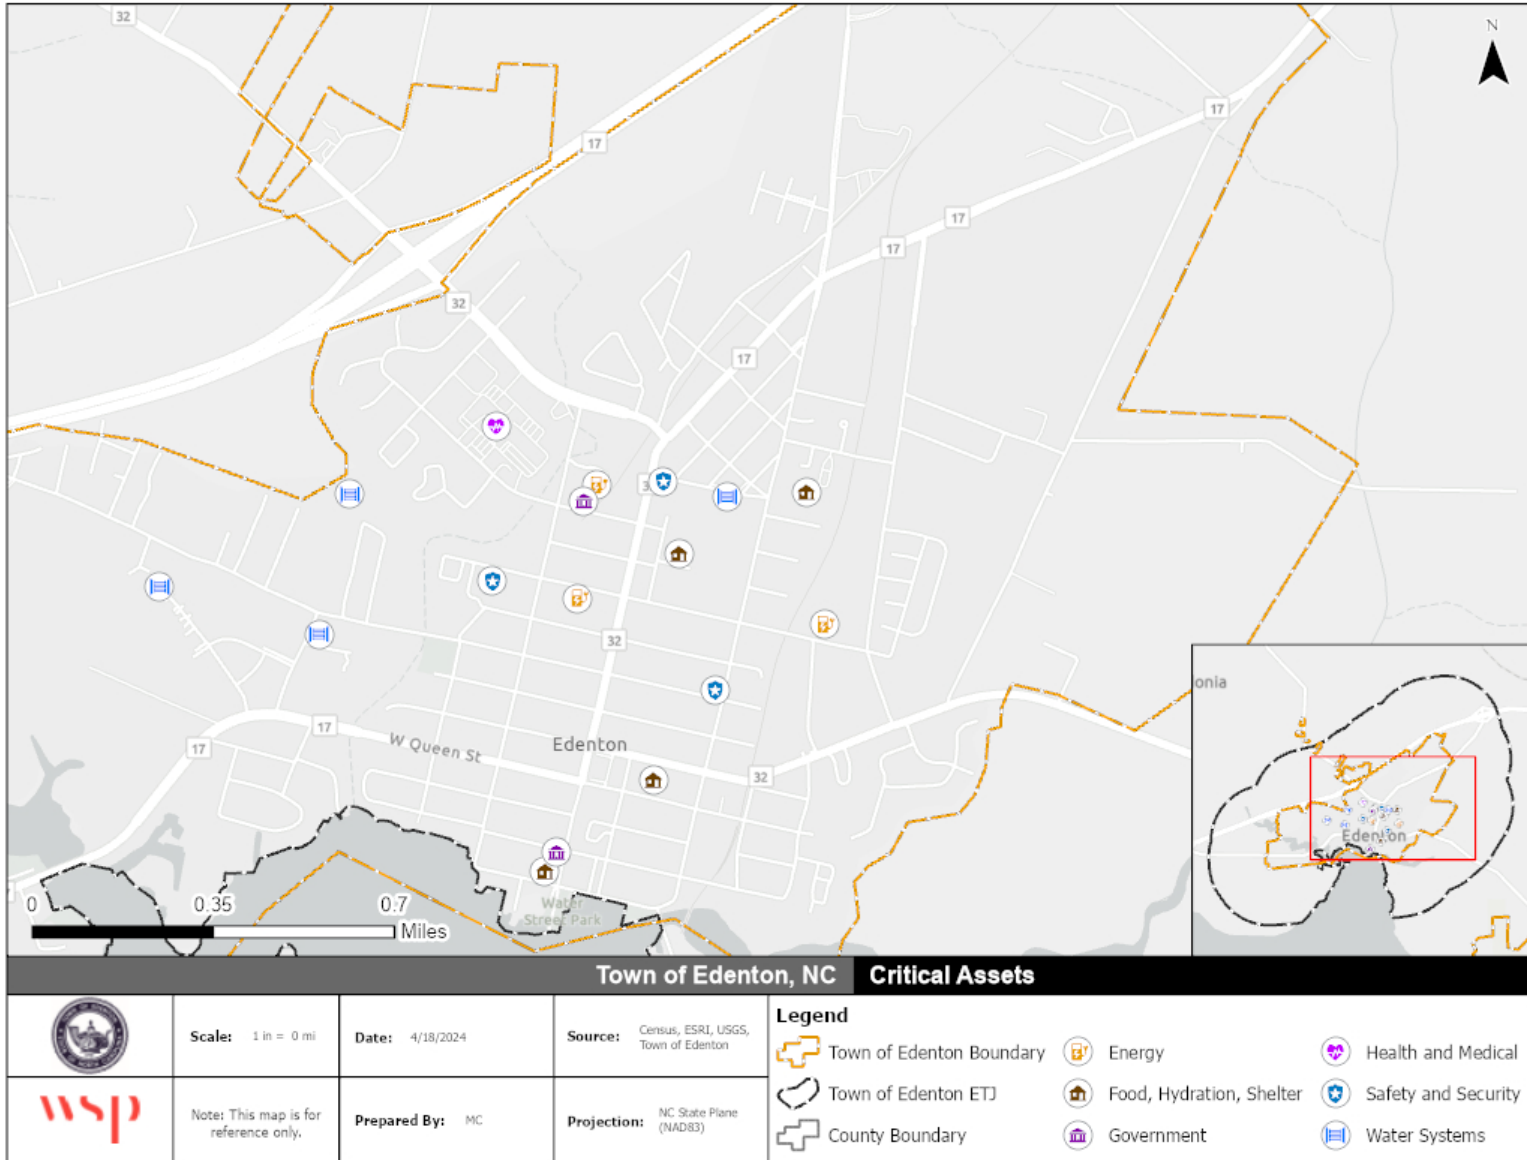 32
N
17
17
17
17
32
17
32
W Queen St
17
17
Edenton
32
Water
Street Park
0
0.35
0.7
Miles
onia
Edenton
Town of Edenton, NC
Critical Assets
Scale: 1 in = 0 mi
Date: 4/18/2024
Source: Census, ESRI, USGS,
Town of Edenton
wsp
Note: This map is for
reference only.
Prepared By: MC
Projection: NC State Plane
(NAD83)
Legend
Town of Edenton Boundary
Town of Edenton ETJ
County Boundary
Energy
Food, Hydration, Shelter
Government
Health and Medical
Safety and Security
Water Systems